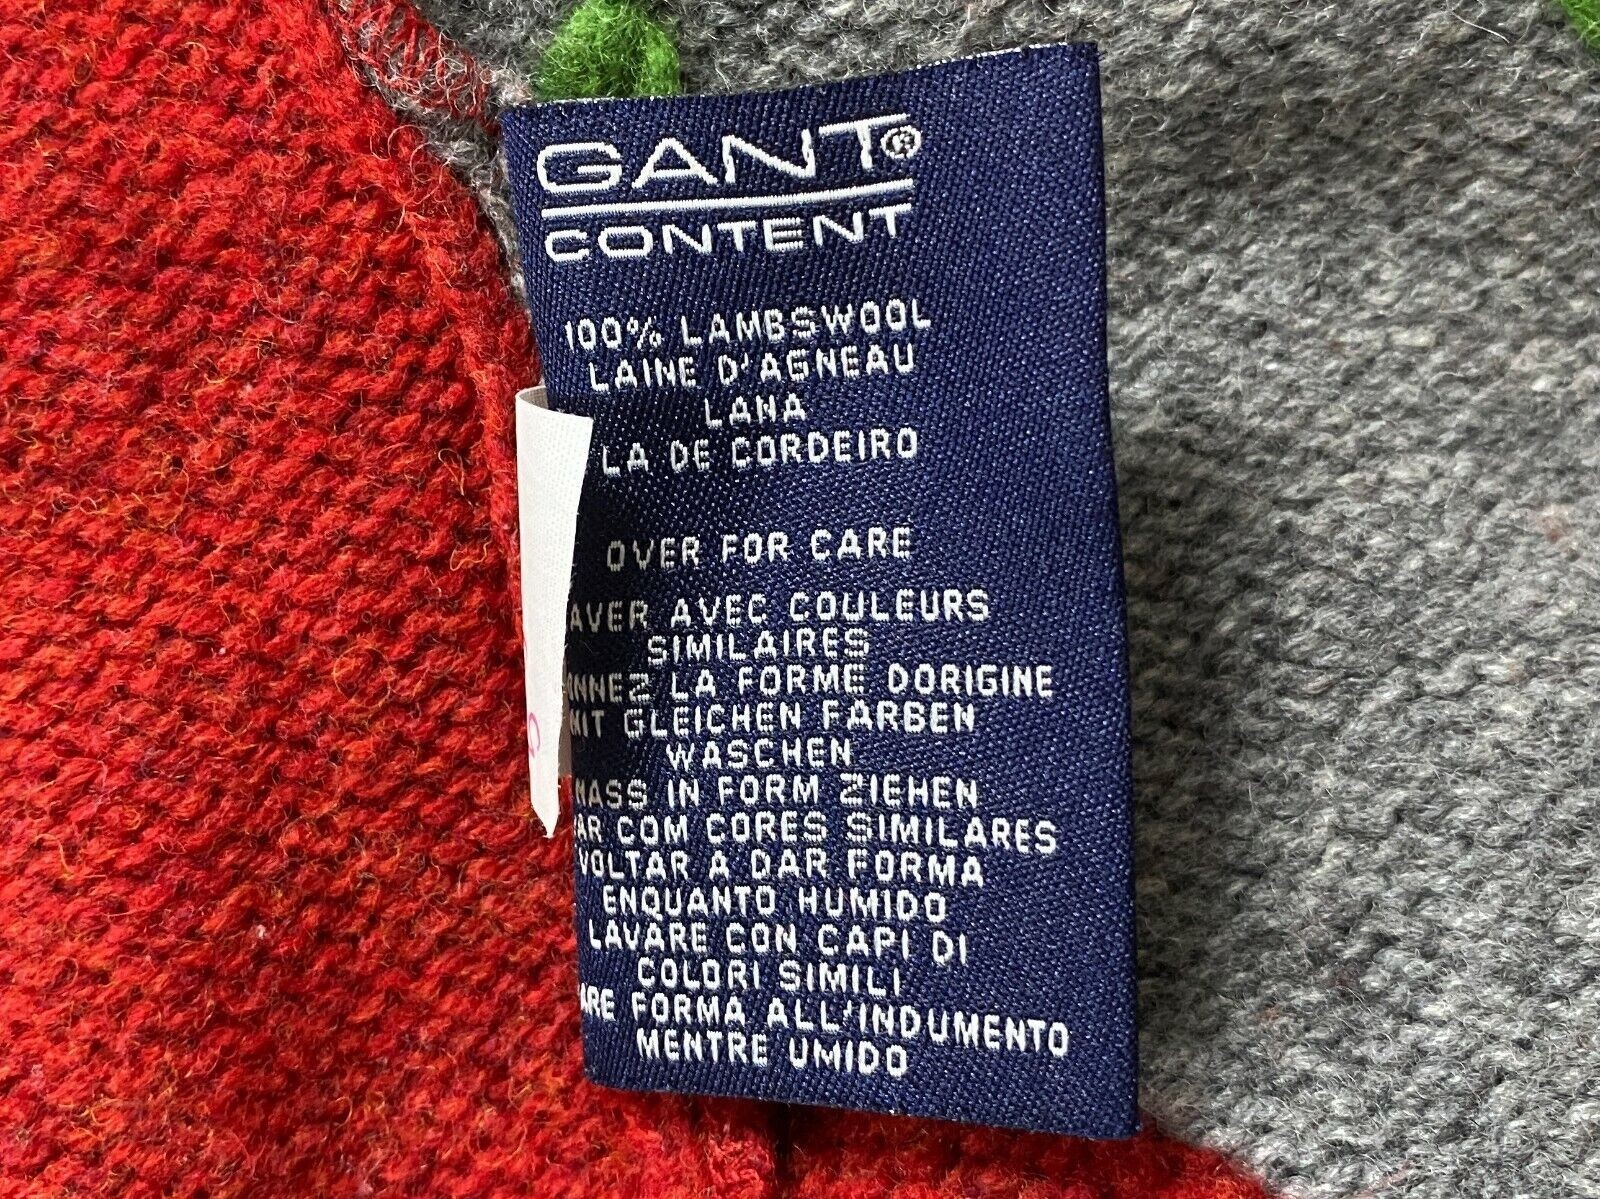 GANT®
CONTENT
100% LAMBSWOOL
LAINE D'AGNEAU
LANA
LA DE CORDEIRO
OVER FOR CARE
AVER AVEC COULEURS
SIMILAIRES
NNEZ LA FORME DORIGINE
MIT GLEICHEN FARBEN
WASCHEN
NASS IN FORM ZIEHEN
AR COM CORES SIMILARES
VOLTAR A DAR FORMA
ENQUANTO HUMIDO
LAVARE CON CAPI DI
COLORI SIMILI
ARE FORMA ALL'INDUMENTO
MENTRE UMIDO